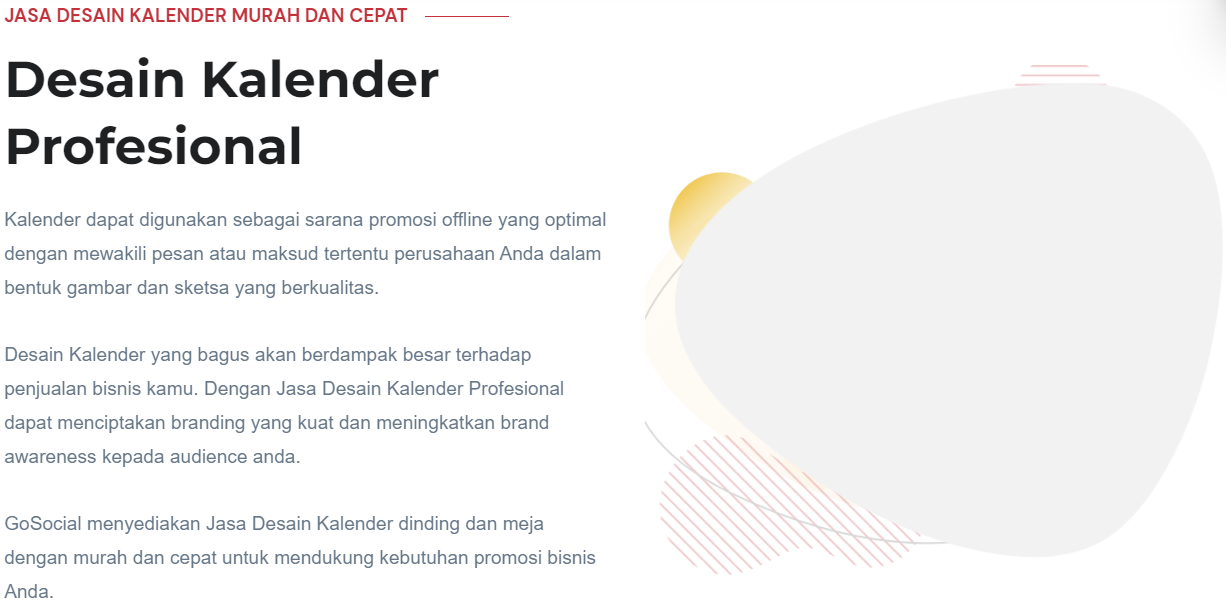 JASA DESAIN KALENDER MURAH DAN CEPAT
Desain Kalender
Profesional
Kalender dapat digunakan sebagai sarana promosi offline yang optimal
dengan mewakili pesan atau maksud tertentu perusahaan Anda dalam
bentuk gambar dan sketsa yang berkualitas.
Desain Kalender yang bagus akan berdampak besar terhadap
penjualan bisnis kamu. Dengan Jasa Desain Kalender Profesional
dapat menciptakan branding yang kuat dan meningkatkan brand
awareness kepada audience anda.
GoSocial menyediakan Jasa Desain Kalender dinding dan meja
dengan murah dan cepat untuk mendukung kebutuhan promosi bisnis
Anda.